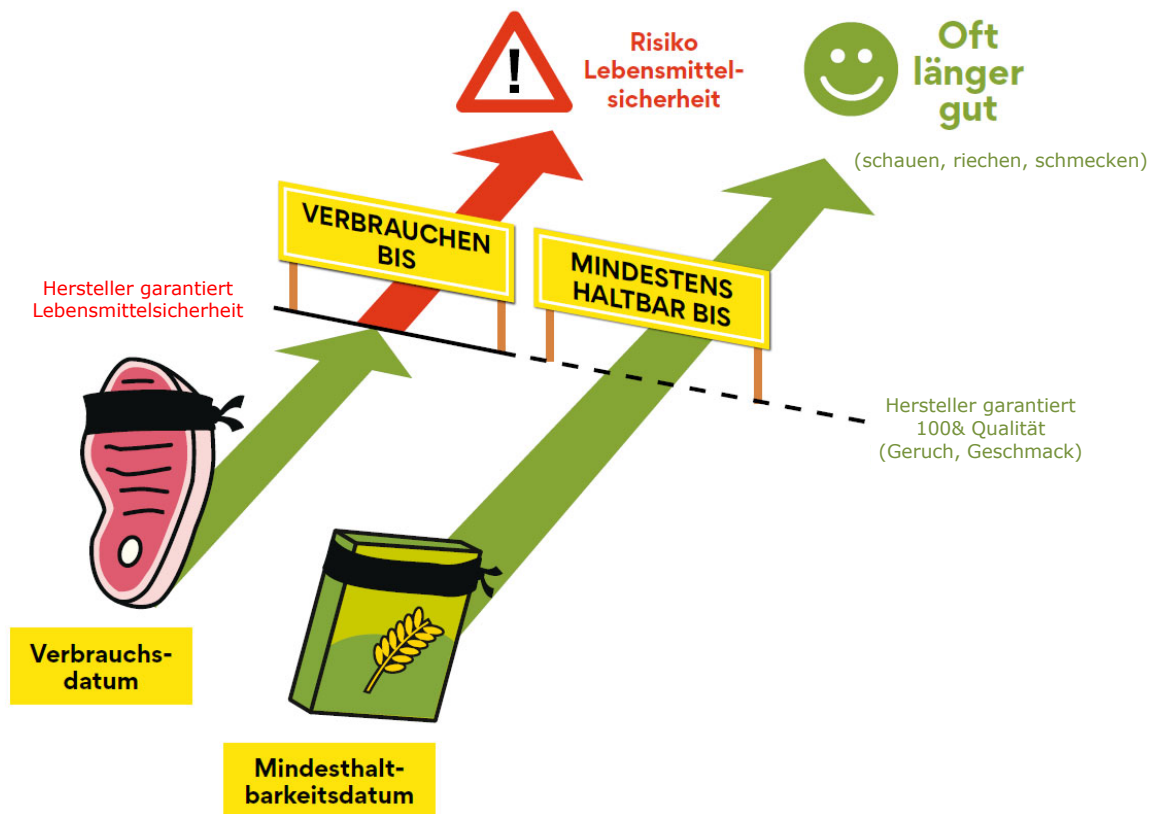 Risiko
Lebensmittel-
sicherheit
Oft
länger
gut
(schauen, riechen, schmecken)
VERBRAUCHEN
BIS
MINDESTENS
HALTBAR BIS
Hersteller garantiert
Lebensmittelsicherheit
Hersteller garantiert
100& Qualität
(Geruch, Geschmack)
Verbrauchs-
datum
Mindesthalt-
barkeitsdatum